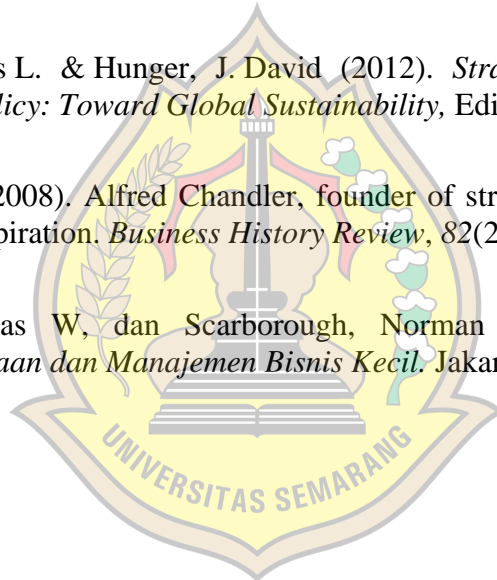 s L. & Hunger, J. David (2012). Stra
licy: Toward Global Sustainability, Edi
2008). Alfred Chandler, founder of str
piration. Business History Review, 82(2
as W, dan Scarborough, Norman
aan dan Manajemen Bisnis Kecil. Jakar
UNIVERSITAS SEMARANG